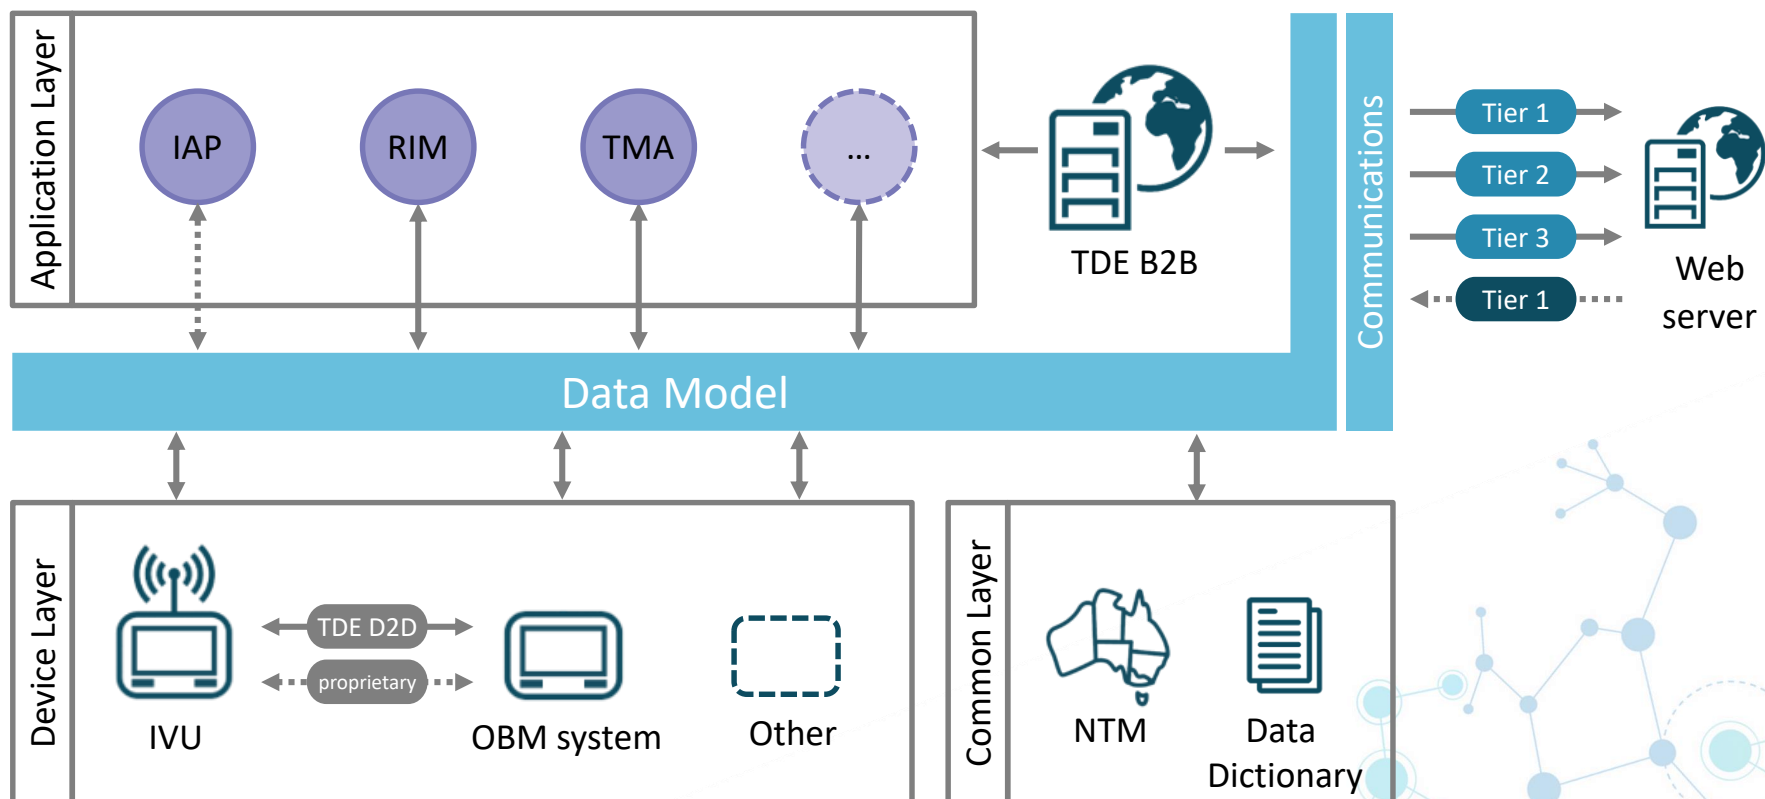 Application Layer
IAP
RIM
TMA
...
TDE B2B
Communications
Tier 1
Tier 2
Tier 3
Tier 1
Web
server
Data Model
Device Layer
TDE D2D
proprietary
IVU
OBM system
Other
Common Layer
NTM
Data
Dictionary